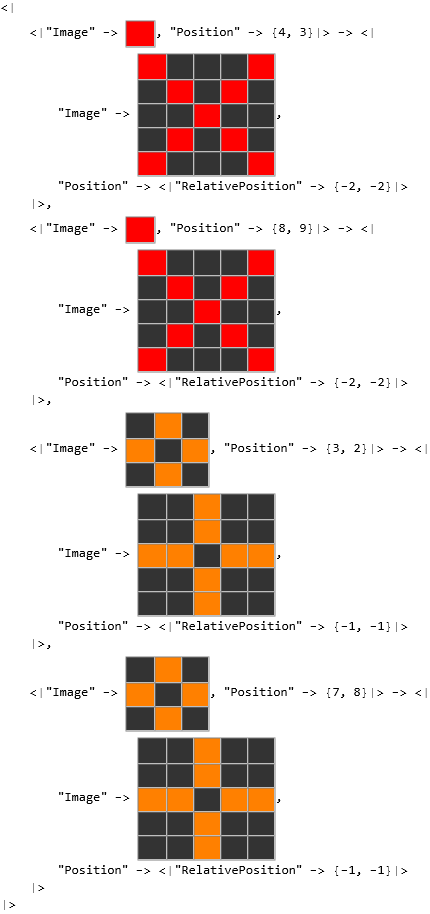 <|
<|"Image" -> , "Position" -> {4, 3}|> -> <|
"Image" -> ,
"Position" -> <|"RelativePosition" -> {-2, -2}|>
|>,
<|"Image" -> , "Position" -> {8, 9}|> -> <|
"Image" -> ,
"Position" -> <|"RelativePosition" -> {-2, -2}|>
|>,
<|"Image" -> , "Position" -> {3, 2}|> -> <|
"Image" -> ,
"Position" -> <|"RelativePosition" -> {-1, -1}|>
|>,
<|"Image" -> , "Position" -> {7, 8}|> -> <|
"Image" -> ,
"Position" -> <|"RelativePosition" -> {-1, -1}|>
|>
|>